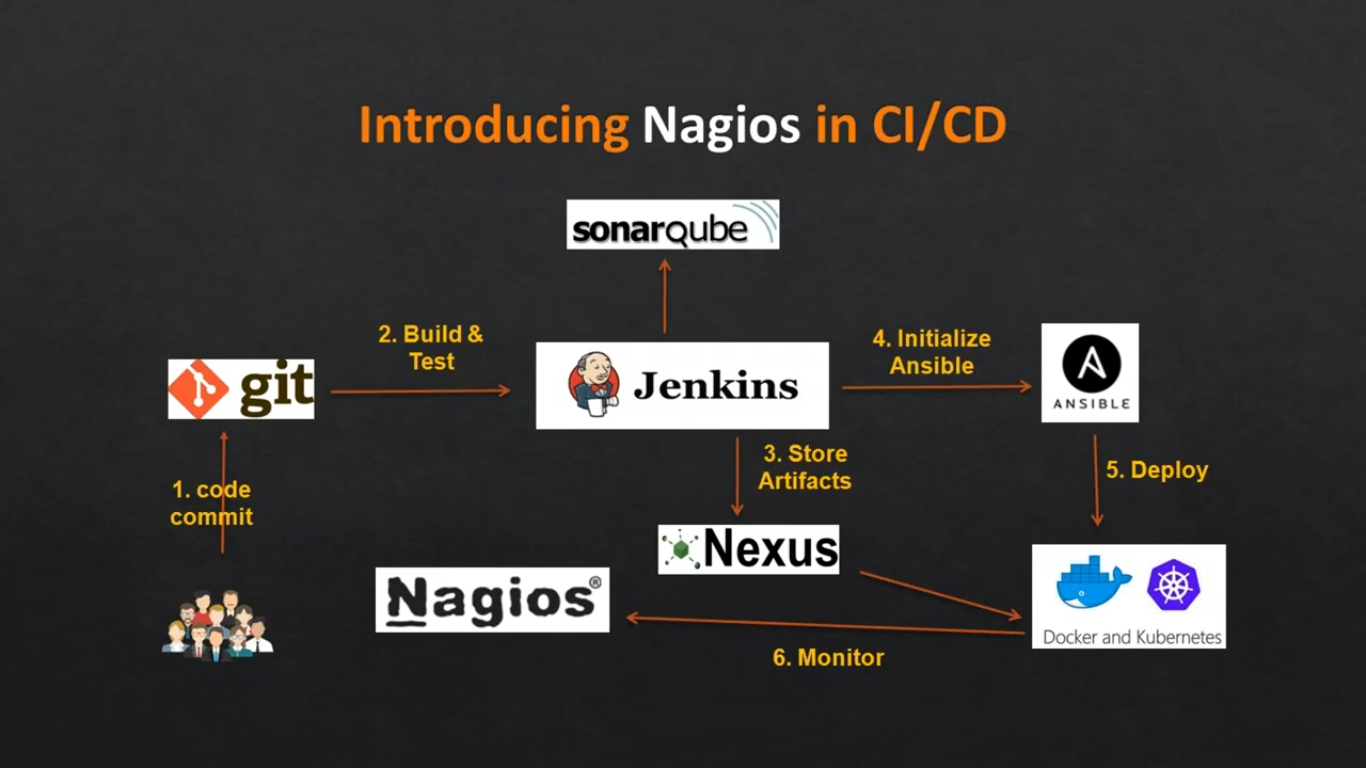 Introducing Nagios in CI/CD
sonarqube
2. Build &
Test
4. Initialize
Ansible
git
Jenkins
ANSIBLE
3. Store
Artifacts
5. Deploy
1. code
commit
Nexus
Nagios®
Docker and Kubernetes
6. Monitor